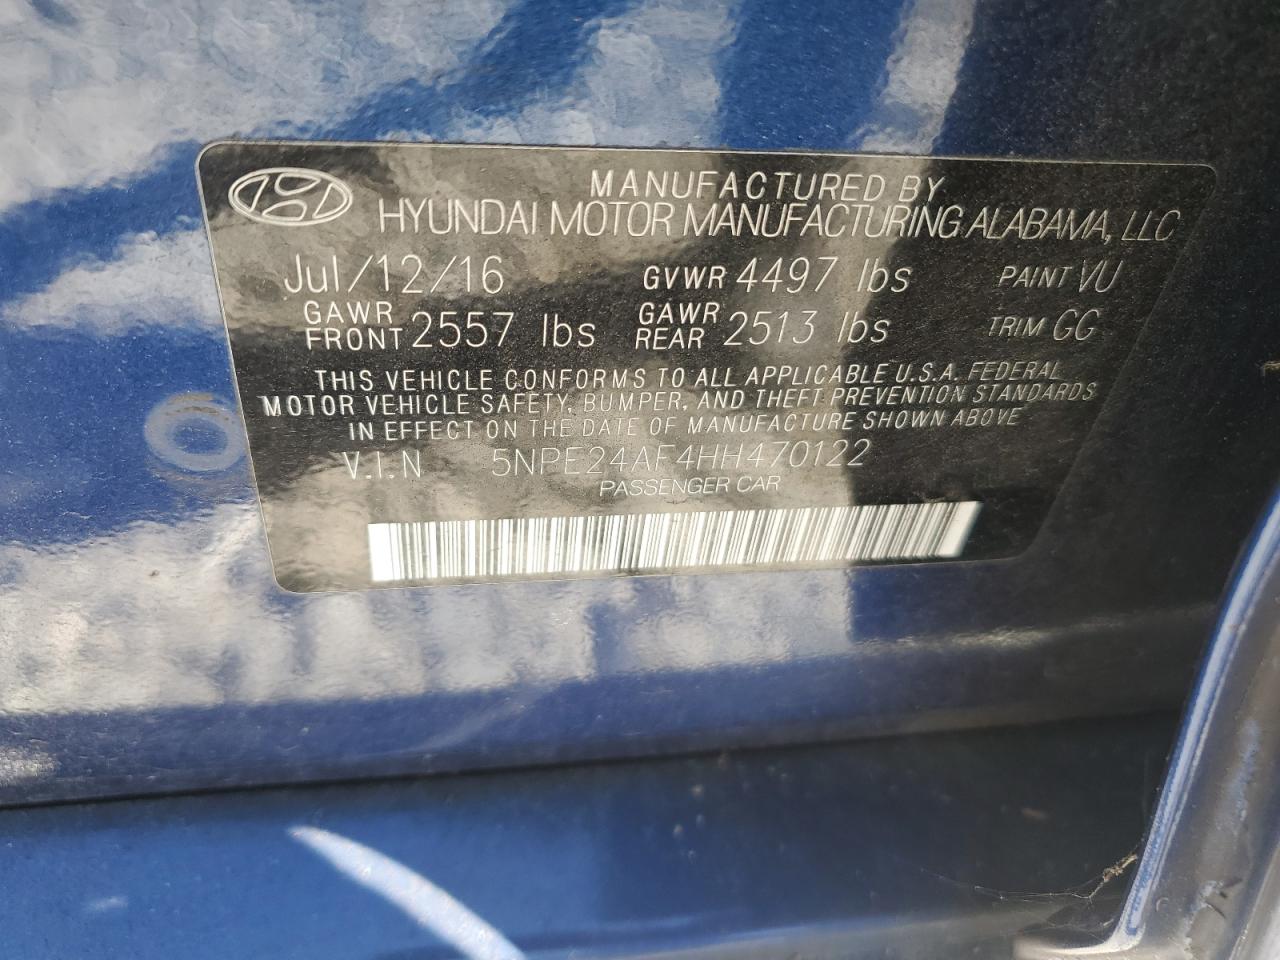 MANUFACTURED BY
HYUNDAI MOTOR MANUFACTURING ALABAMA, LLC
Jul/12/16 GVWR 4497 lbs PAINT VU
GAWR FRONT 2557 lbs GAWR REAR 2513 lbs TRIM GG
THIS VEHICLE CONFORMS TO ALL APPLICABLE U.S.A. FEDERAL
MOTOR VEHICLE SAFETY, BUMPER, AND THEFT PREVENTION STANDARDS
IN EFFECT ON THE DATE OF MANUFACTURE SHOWN ABOVE
V.I.N 5NPE24AF4HH470122
PASSENGER CAR